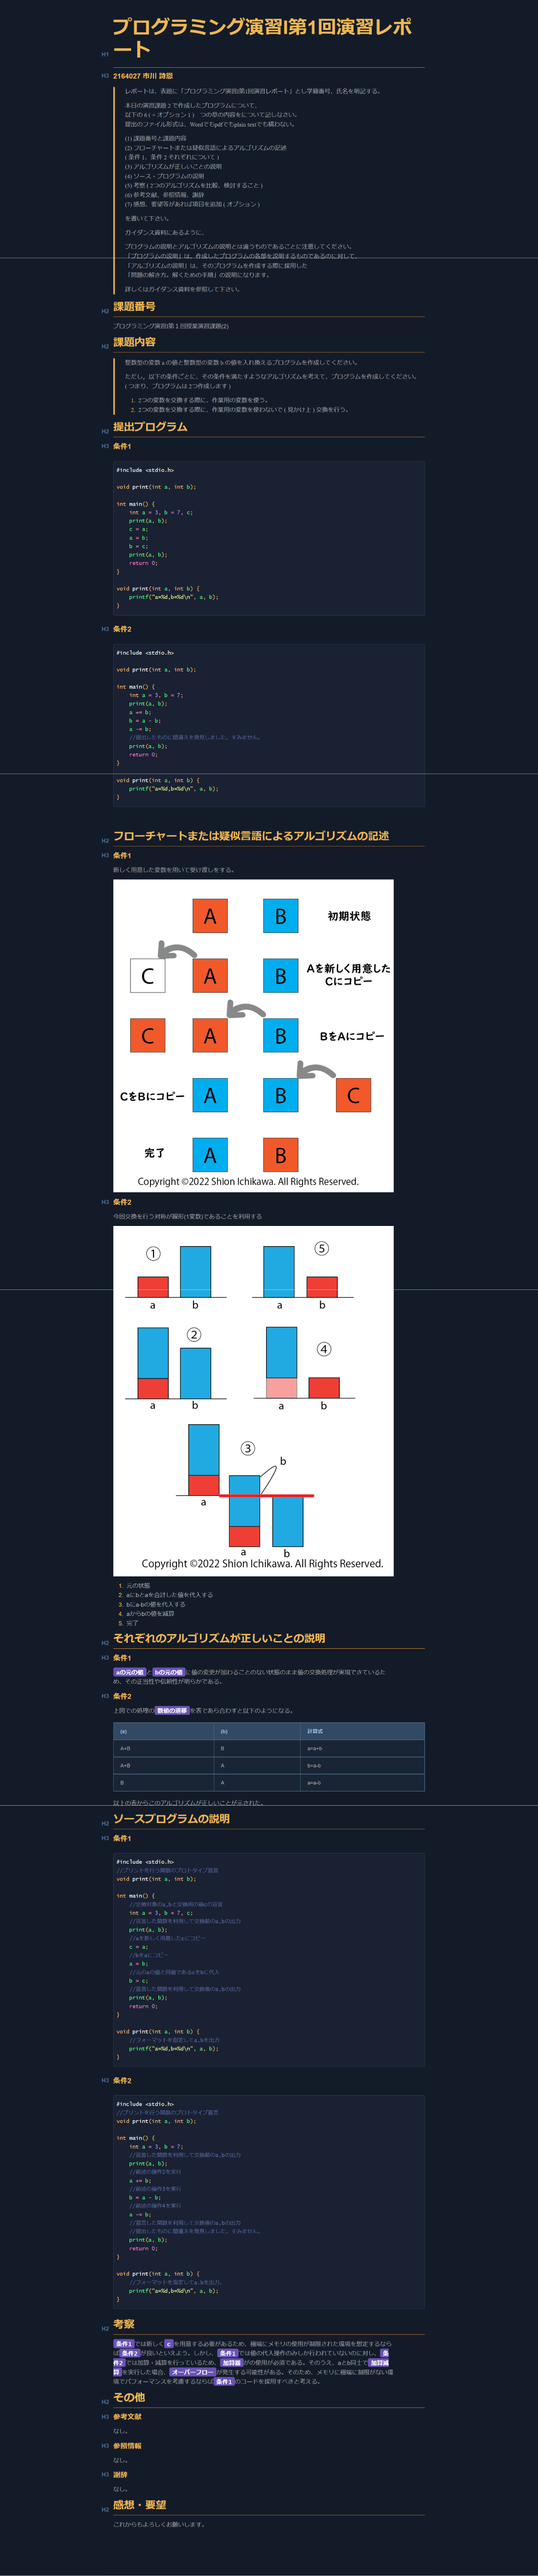 プログラミング演習I第1回演習レポ
H1 ート
H3 2164027 市川 詩恩
レポートは、表題に「プログラミング演習I第1回演習レポート」とし学籍番号、氏名を明記する。
本日の演習課題 2 で作成したプログラムについて、
以下の 6 ( + オプション 1 )　つの章の内容をについて記しなさい。
提出のファイル形式は、Wordでもpdfでもplain textでも構わない。
(1) 課題番号と課題内容
(2) フローチャートまたは疑似言語によるアルゴリズムの記述
( 条件 1、条件 2 それぞれについて )
(3) アルゴリズムが正しいことの説明
(4) ソース・プログラムの説明
(5) 考察 ( 2つのアルゴリズムを比較、検討すること )
(6) 参考文献、参照情報、謝辞
(7) 感想、要望等があれば項目を追加 ( オプション )
を書いて下さい。
ガイダンス資料にあるように、
プログラムの説明とアルゴリズムの説明とは違うものであることに注意してください。
「プログラムの説明」は、作成したプログラムの各部を説明するものであるのに対して、
「アルゴリズムの説明」は、そのプログラムを作成する際に採用した
「問題の解き方、解くための手順」の説明になります。
詳しくはガイダンス資料を参照して下さい。
H2 課題番号
プログラミング演習I第１回授業演習課題(2)
H2 課題内容
整数型の変数 a の値と整数型の変数 b の値を入れ換えるプログラムを作成してください。
ただし、以下の条件ごとに、その条件を満たすようなアルゴリズムを考えて、プログラムを作成してください。
( つまり、プログラムは 2つ作成します )
1. 2つの変数を交換する際に、作業用の変数を使う。
2. 2つの変数を交換する際に、作業用の変数を使わないで ( 見かけ上 ) 交換を行う。
H2 提出プログラム
H3 条件1
#include <stdio.h>
void print(int a, int b);
int main() {
int a = 3, b = 7, c;
print(a, b);
c = a;
a = b;
b = c;
print(a, b);
return 0;
}
void print(int a, int b) {
printf("a=%d,b=%d\n", a, b);
}
H3 条件2
#include <stdio.h>
void print(int a, int b);
int main() {
int a = 3, b = 7;
print(a, b);
a += b;
b = a - b;
a -= b;
//提出したものに間違えを発見しました。すみません。
print(a, b);
return 0;
}
void print(int a, int b) {
printf("a=%d,b=%d\n", a, b);
}
H2 フローチャートまたは疑似言語によるアルゴリズムの記述
H3 条件1
新しく用意した変数を用いて受け渡しをする。
A B 初期状態
C A B Aを新しく用意した
Cにコピー
C A B BをAにコピー
CをBにコピー A B C
完了 A B
Copyright ©2022 Shion Ichikawa. All Rights Reserved.
H3 条件2
今回交換を行う対称が線形(1変数)であることを利用する
① ⑤
a b a b
② ④
a b a b
③ b
a
a b
Copyright ©2022 Shion Ichikawa. All Rights Reserved.
1. 元の状態
2. aにbとaを合計した値を代入する
3. bにa-bの値を代入する
4. aからbの値を減算
5. 完了
H2 それぞれのアルゴリズムが正しいことの説明
H3 条件1
aの元の値 と bの元の値 に値の変更が加わることのない状態のまま値の交換処理が実現できているた
め、その正当性や信頼性が明らかである。
H3 条件2
上図での処理の 数値の遷移 を表であら合わすと以下のようになる。
(a) (b) 計算式
A+B B a=a+b
A+B A b=a-b
B A a=a-b
以上の表からこのアルゴリズムが正しいことが示された。
H2 ソースプログラムの説明
H3 条件1
#include <stdio.h>
//プリントを行う関数のプロトタイプ宣言
void print(int a, int b);
int main() {
//交換対象のa,bと交換用の箱cの宣言
int a = 3, b = 7, c;
//宣言した関数を利用して交換前のa,bの出力
print(a, b);
//aを新しく用意したcにコピー
c = a;
//bをaにコピー
a = b;
//元のaの値と同値であるcをbに代入
b = c;
//宣言した関数を利用して交換後のa,bの出力
print(a, b);
return 0;
}
void print(int a, int b) {
//フォーマットを指定してa,bを出力
printf("a=%d,b=%d\n", a, b);
}
H3 条件2
#include <stdio.h>
//プリントを行う関数のプロトタイプ宣言
void print(int a, int b);
int main() {
int a = 3, b = 7;
//宣言した関数を利用して交換前のa,bの出力
print(a, b);
//前述の操作2を実行
a += b;
//前述の操作3を実行
b = a - b;
//前述の操作4を実行
a -= b;
//宣言した関数を利用して交換後のa,bの出力
//提出したものに間違えを発見しました。すみません。
print(a, b);
return 0;
}
void print(int a, int b) {
//フォーマットを指定してa,bを出力。
printf("a=%d,b=%d\n", a, b);
}
H2 考察
条件1 では新しく c を用意する必要があるため、極端にメモリの使用が制限された環境を想定するなら
ば 条件2 が良いといえよう。しかし、 条件1 では値の代入操作のみしか行われていないのに対し、 条
件2 では加算・減算を行っているため、 加算器 がの使用が必須である。そのうえ、aとb同士で 加算減
算 を実行した場合、 オーバーフロー が発生する可能性がある。そのため、メモリに極端に制限がない環
境でパフォーマンスを考慮するならば 条件1 のコードを採用すべきと考える。
H2 その他
H3 参考文献
なし。
H3 参照情報
なし。
H3 謝辞
なし。
H2 感想・要望
これからもよろしくお願いします。